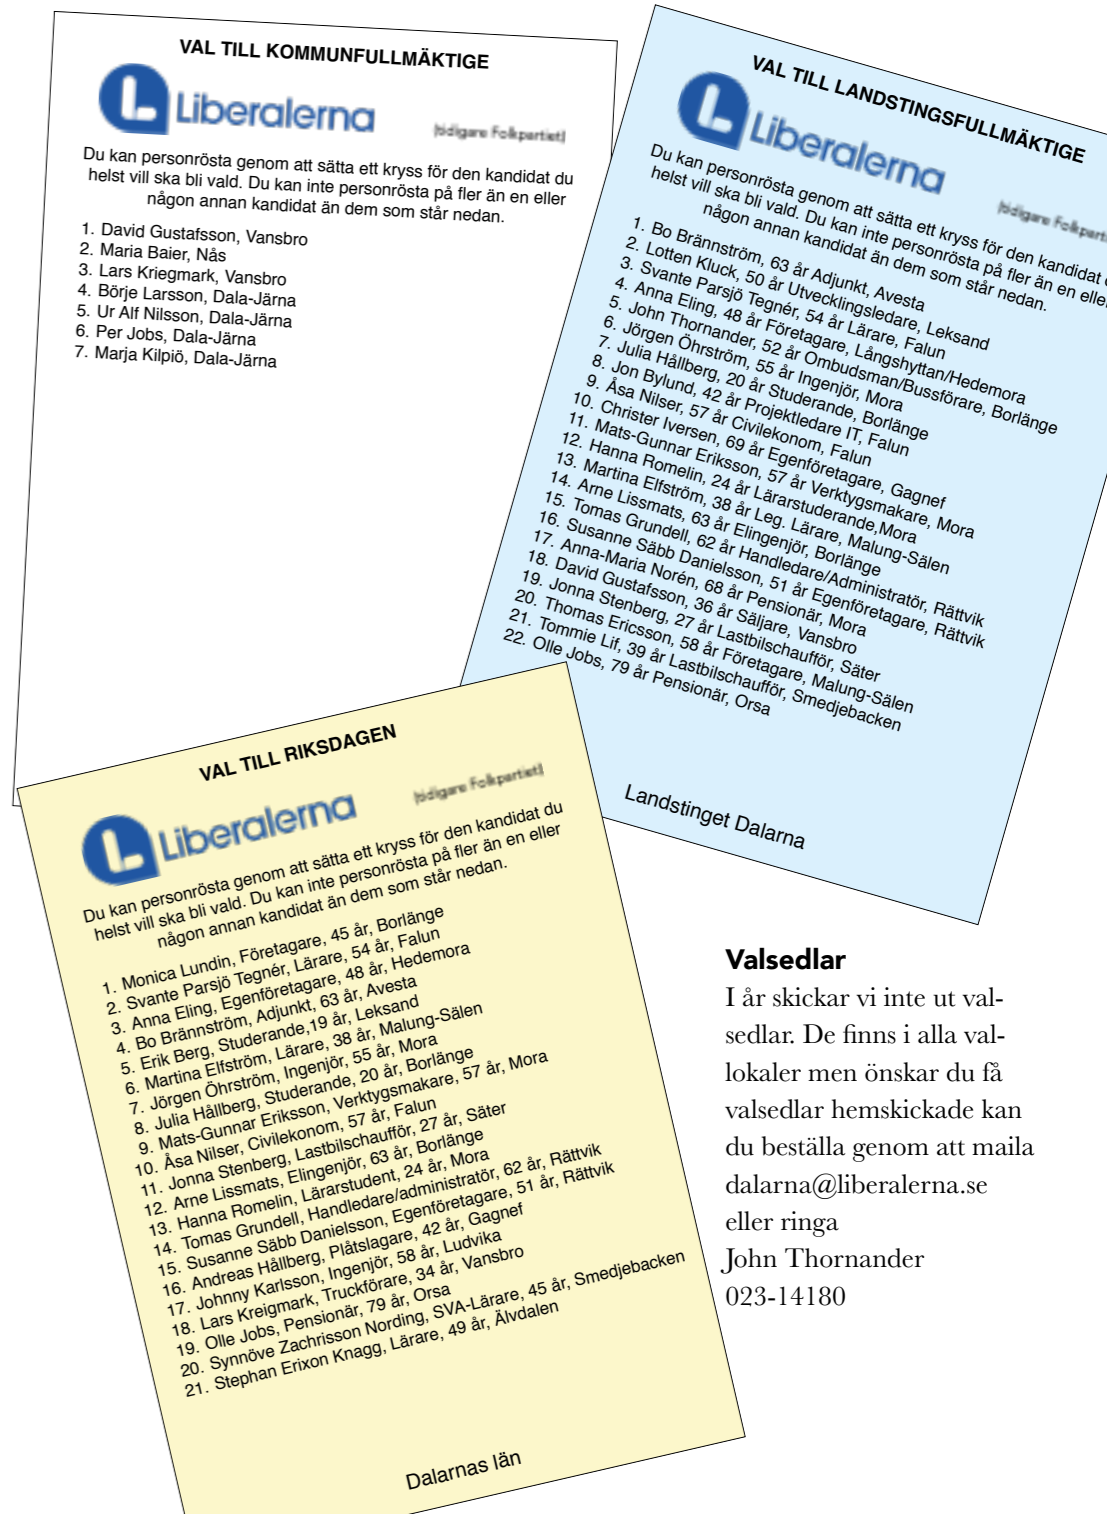 VAL TILL KOMMUNFULLMÄKTIGE
Liberalerna
(tidigare Folkpartiet)
Du kan personrösta genom att sätta ett kryss för den kandidat du
helst vill ska bli vald. Du kan inte personrösta på fler än en eller
någon annan kandidat än dem som står nedan.
1. David Gustafsson, Vansbro
2. Maria Baier, Nås
3. Lars Kriegmark, Vansbro
4. Börje Larsson, Dala-Järna
5. Ur Alf Nilsson, Dala-Järna
6. Per Jobs, Dala-Järna
7. Marja Kilpiö, Dala-Järna
VAL TILL LANDSTINGSFULLMÄKTIGE
Liberalerna
(tidigare Folkparti
Du kan personrösta genom att sätta ett kryss för den kandidat d
helst vill ska bli vald. Du kan inte personrösta på fler än en eller
någon annan kandidat än dem som står nedan.
1. Bo Brännström, 63 år Adjunkt, Avesta
2. Lotten Kluck, 50 år Utvecklingsledare, Leksand
3. Svante Parsjö Tegnér, 54 år Lärare, Falun
4. Anna Eling, 48 år Företagare, Långshyttan/Hedemora
5. John Thornander, 52 år Ombudsman/Bussförare, Borlänge
6. Jörgen Öhrström, 55 år Ingenjör, Mora
7. Julia Hållberg, 20 år Studerande, Borlänge
8. Jon Bylund, 42 år Projektledare IT, Falun
9. Åsa Nilser, 57 år Civilekonom, Falun
10. Christer Iversen, 69 år Egenföretagare, Gagnef
11. Mats-Gunnar Eriksson, 57 år Verktygsmakare, Mora
12. Hanna Romelin, 24 år Lärarstuderande,Mora
13. Martina Elfström, 38 år Leg. Lärare, Malung-Sälen
14. Arne Lissmats, 63 år Elingenjör, Borlänge
15. Tomas Grundell, 62 år Handledare/Administratör, Rättvik
16. Susanne Säbb Danielsson, 51 år Egenföretagare, Rättvik
17. Anna-Maria Norén, 68 år Pensionär, Mora
18. David Gustafsson, 36 år Säljare, Vansbro
19. Jonna Stenberg, 27 år Lastbilschaufför, Säter
20. Thomas Ericsson, 58 år Företagare, Malung-Sälen
21. Tommie Lif, 39 år Lastbilschaufför, Smedjebacken
22. Olle Jobs, 79 år Pensionär, Orsa
Landstinget Dalarna
VAL TILL RIKSDAGEN
Liberalerna
(tidigare Folkpartiet)
Du kan personrösta genom att sätta ett kryss för den kandidat du
helst vill ska bli vald. Du kan inte personrösta på fler än en eller
någon annan kandidat än dem som står nedan.
1. Monica Lundin, Företagare, 45 år, Borlänge
2. Svante Parsjö Tegnér, Lärare, 54 år, Falun
3. Anna Eling, Egenföretagare, 48 år, Hedemora
4. Bo Brännström, Adjunkt, 63 år, Avesta
5. Erik Berg, Studerande,19 år, Leksand
6. Martina Elfström, Lärare, 38 år, Malung-Sälen
7. Jörgen Öhrström, Ingenjör, 55 år, Mora
8. Julia Hållberg, Studerande, 20 år, Borlänge
9. Mats-Gunnar Eriksson, Verktygsmakare, 57 år, Mora
10. Åsa Nilser, Civilekonom, 57 år, Falun
11. Jonna Stenberg, Lastbilschaufför, 27 år, Säter
12. Arne Lissmats, Elingenjör, 63 år, Borlänge
13. Hanna Romelin, Lärarstudent, 24 år, Mora
14. Tomas Grundell, Handledare/administratör, 62 år, Rättvik
15. Susanne Säbb Danielsson, Egenföretagare, 51 år, Rättvik
16. Andreas Hållberg, Plåtslagare, 42 år, Gagnef
17. Johnny Karlsson, Ingenjör, 58 år, Ludvika
18. Lars Kreigmark, Truckförare, 34 år, Vansbro
19. Olle Jobs, Pensionär, 79 år, Orsa
20. Synnöve Zachrisson Nording, SVA-Lärare, 45 år, Smedjebacken
21. Stephan Erixon Knagg, Lärare, 49 år, Älvdalen
Dalarnas län
Valsedlar
I år skickar vi inte ut val-
sedlar. De finns i alla val-
lokaler men önskar du få
valsedlar hemskickade kan
du beställa genom att maila
dalarna@liberalerna.se
eller ringa
John Thornander
023-14180